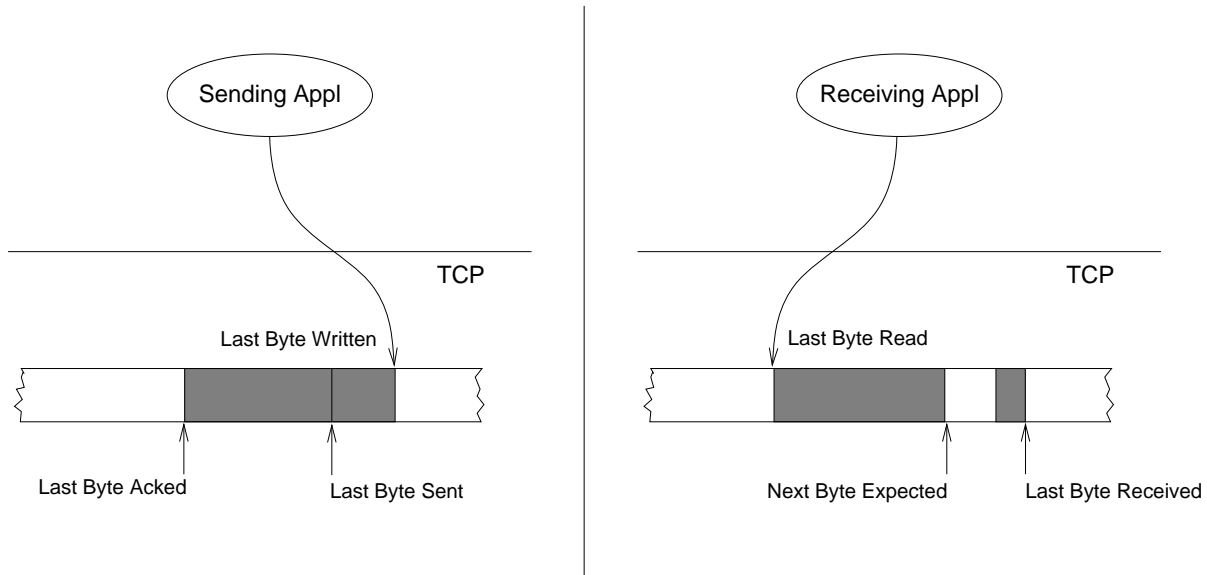 Sending Appl
TCP
Last Byte Written
Last Byte Acked
Last Byte Sent
Receiving Appl
TCP
Last Byte Read
Next Byte Expected
Last Byte Received